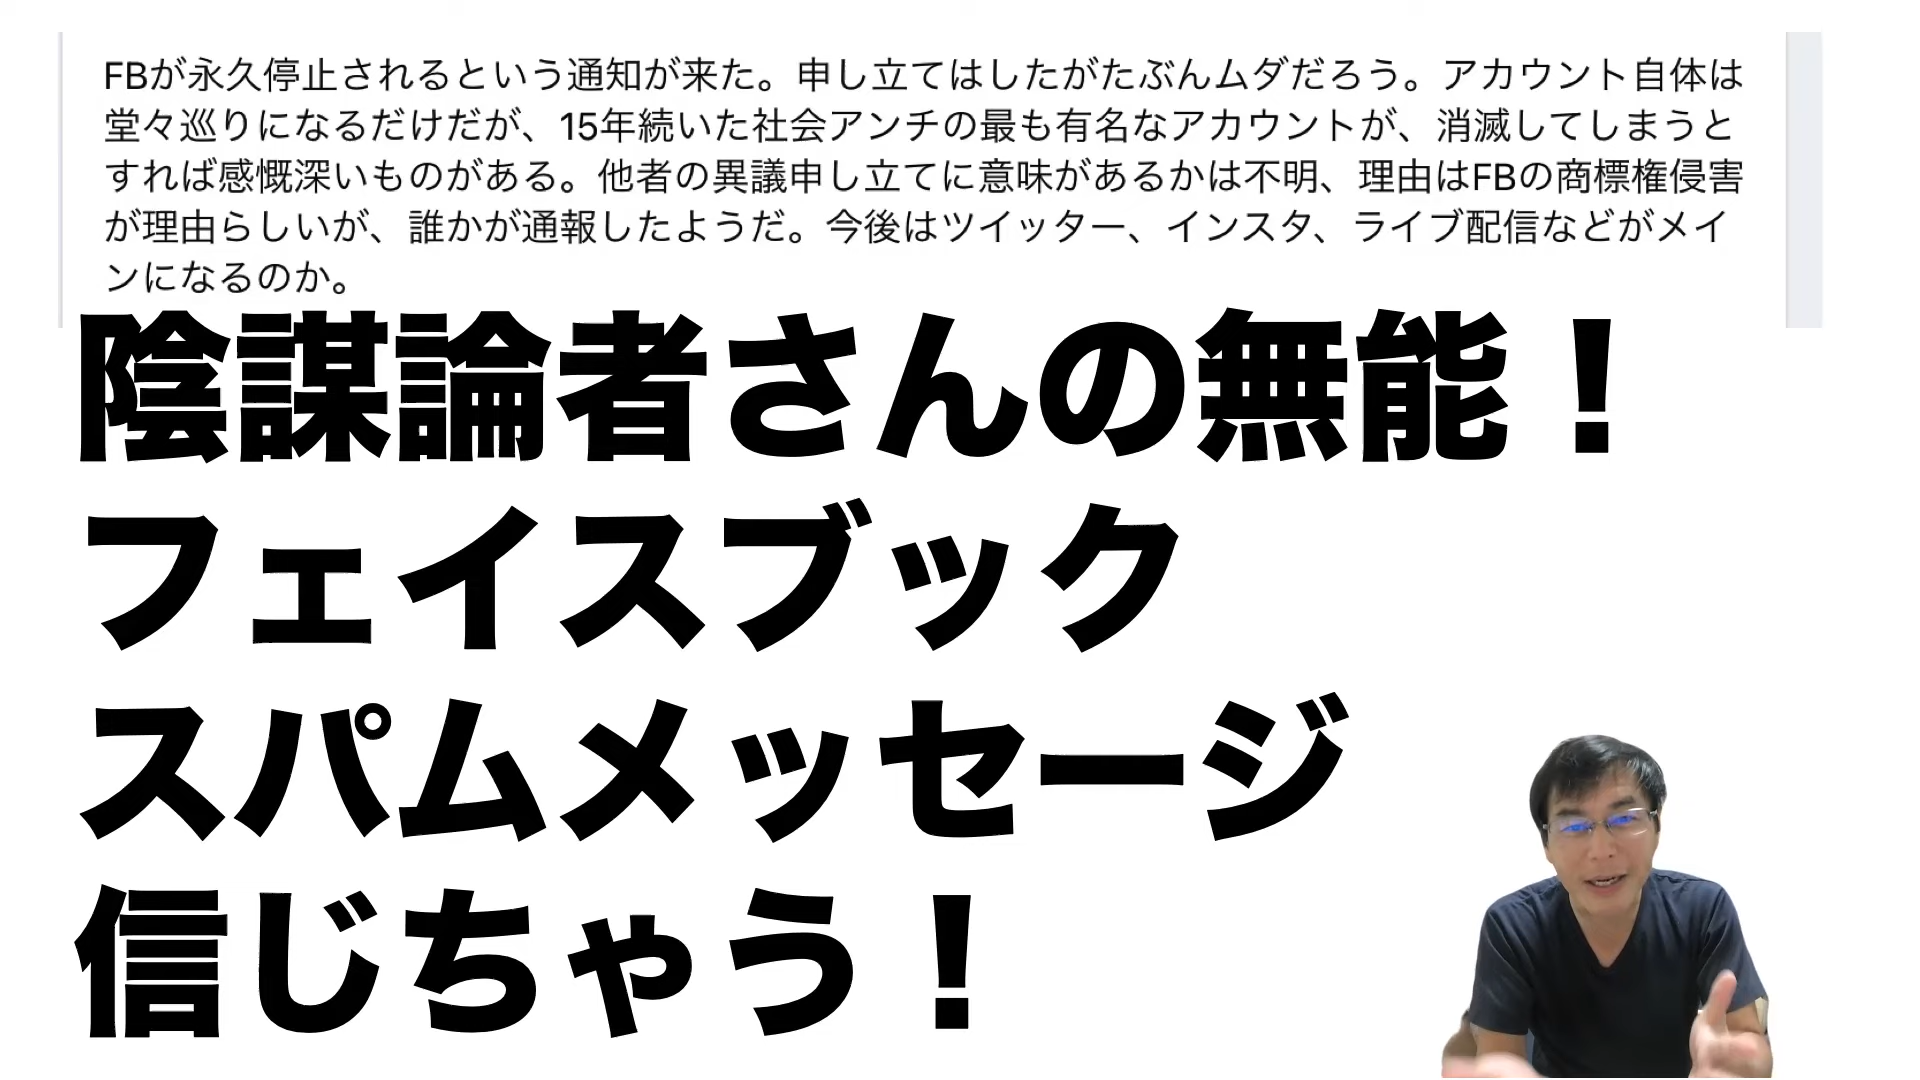 FBが永久停止されるという通知が来た。申し立てはしたがたぶんムダだろう。アカウント自体は
堂々巡りになるだけだが、15年続いた社会アンチの最も有名なアカウントが、消滅してしまうと
すれば感慨深いものがある。他者の異議申し立てに意味があるかは不明、理由はFBの商標権侵害
が理由らしいが、誰かが通報したようだ。今後はツイッター、インスタ、ライブ配信などがメイ
ンになるのか。
陰謀論者さんの無能！
フェイスブック
スパムメッセージ
信じちゃう！